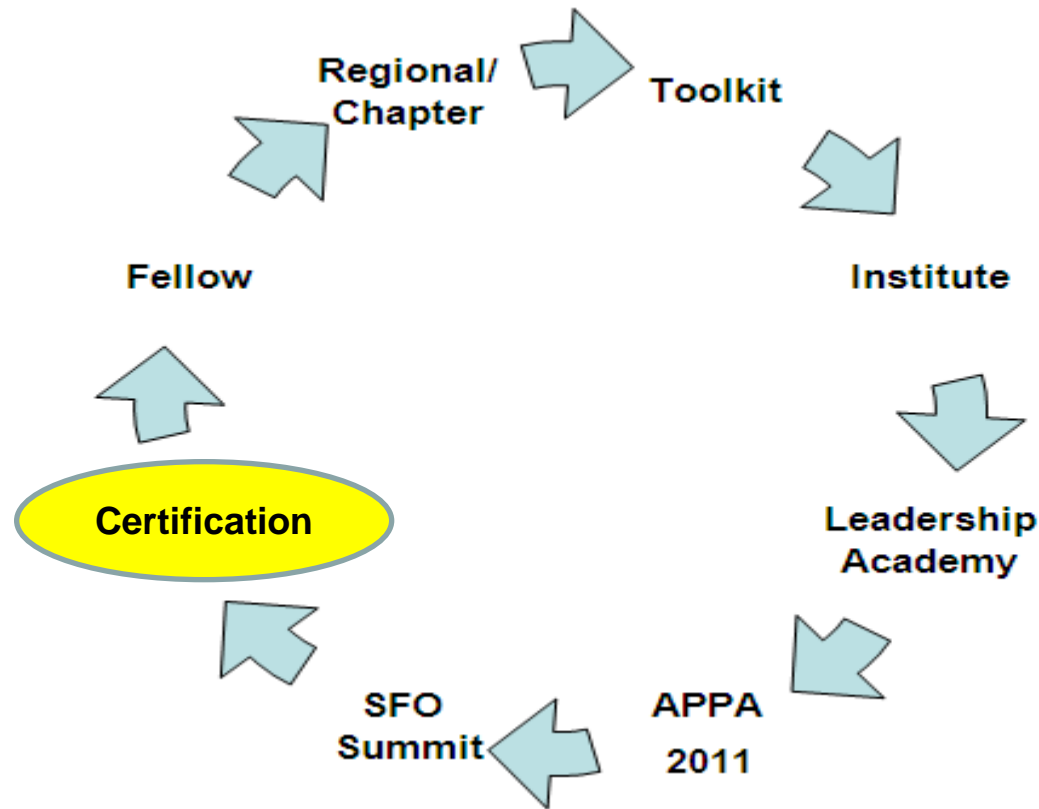 Regional/
Chapter
Toolkit
Institute
Leadership
Academy
APPA
2011
SFO
Summit
Certification
Fellow